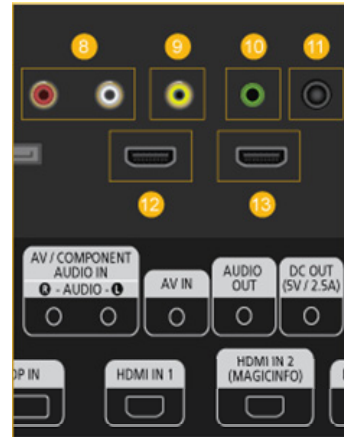 8 9 10 11
12 13
AV / COMPONENT
AUDIO IN
R - AUDIO - L
AV IN
AUDIO
OUT
DC OUT
(5V / 2.5A)
DP IN
HDMI IN 1
HDMI IN 2
(MAGICINFO)